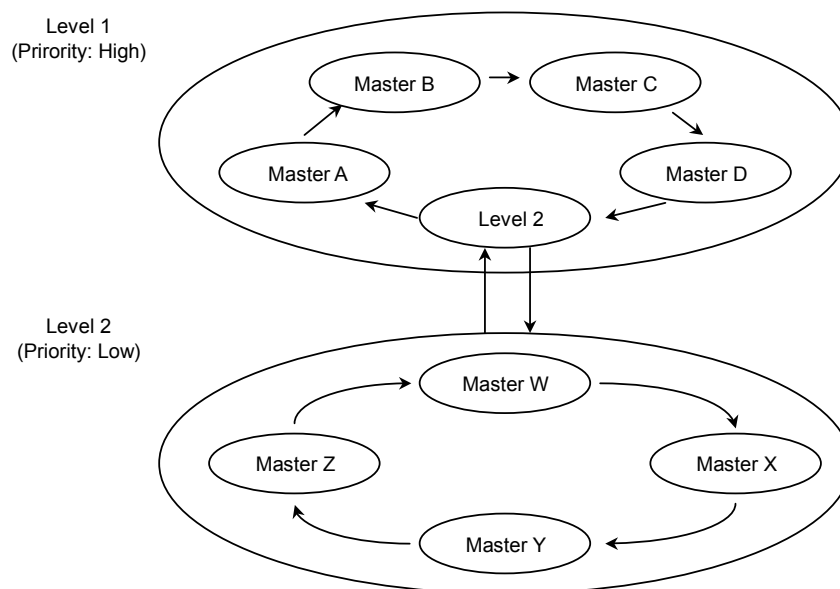 Level 1
(Prirority: High)
Master B
Master C
Master A
Master D
Level 2
Level 2
(Priority: Low)
Master W
Master Z
Master X
Master Y